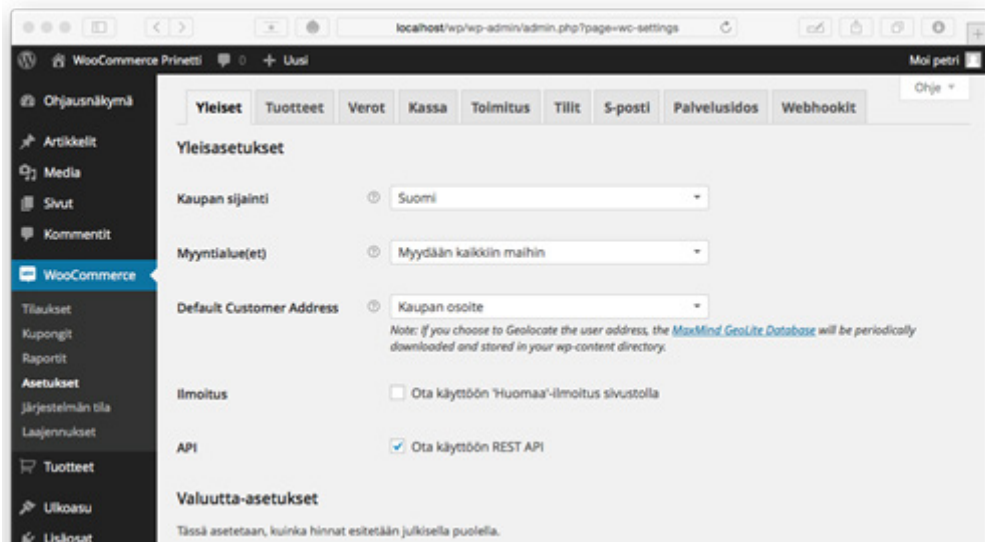 localhost/wp/wp-admin/admin.php?page=wc-settings
WooCommerce Prinetti 0 + Uusi Moi petri
Ohje
Ohjausnäkymä
Artikkelit
Media
Sivut
Kommentit
WooCommerce
Tilaukset
Kupongit
Raportit
Asetukset
Järjestelmän tila
Laajennukset
Tuotteet
Ulkoasu
Lisäosat
Yleiset Tuotteet Verot Kassa Toimitus Tilit S-posti Palvelusidos Webhookit
Yleisasetukset
Kaupan sijainti Suomi
Myyntialue(et) Myydään kaikkiin maihin
Default Customer Address Kaupan osoite
Note: If you choose to Geolocate the user address, the MaxMind GeoLite Database will be periodically
downloaded and stored in your wp-content directory.
Ilmoitus Ota käyttöön 'Huomaa'-ilmoitus sivustolla
API Ota käyttöön REST API
Valuutta-asetukset
Tässä asetetaan, kuinka hinnat esitetään julkisella puolella.